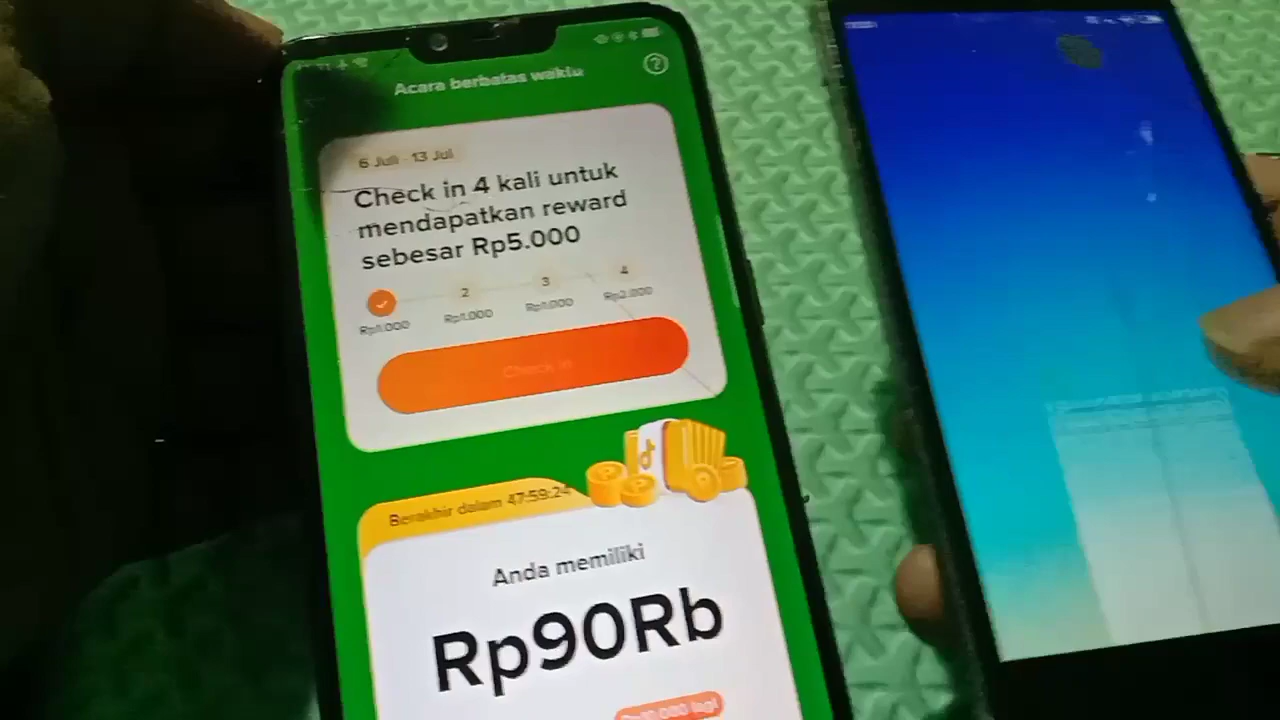 Acara berbatas waktu
?
6 Juli - 13 Jul
Check in 4 kali untuk
mendapatkan reward
sebesar Rp5.000
2
3
4
Rp1.000
Rp1.000
Rp1.000
Rp2.000
Check in
Berakhir dalam 47:59:24
Anda memiliki
Rp90Rb